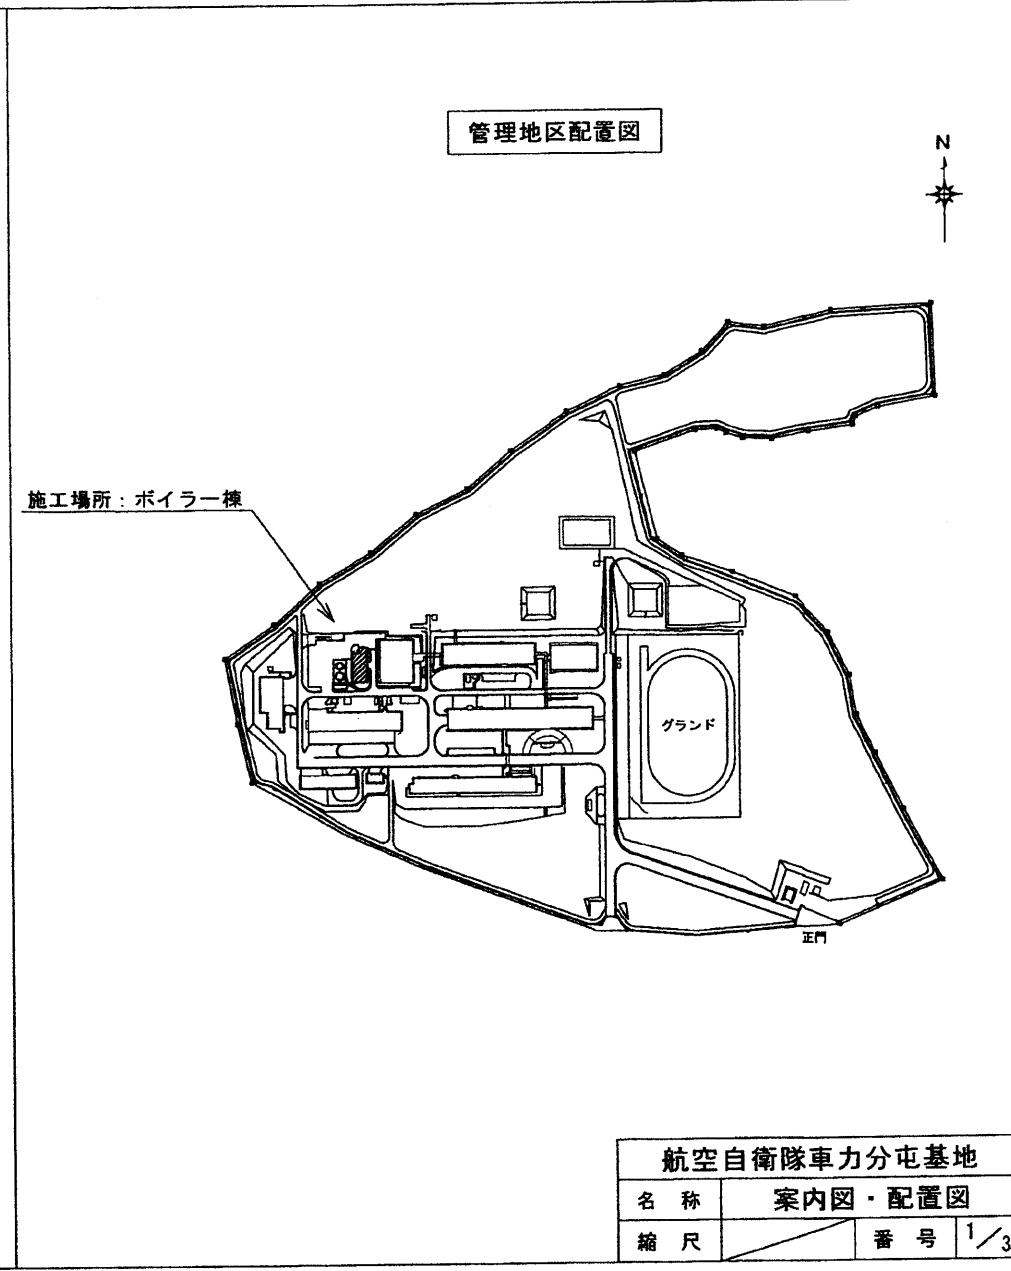 管理地区配置図
N
施工場所：ボイラー棟
グランド
正門
航空自衛隊車力分屯基地
名 称 案内図・配置図
縮 尺 番 号 1／3